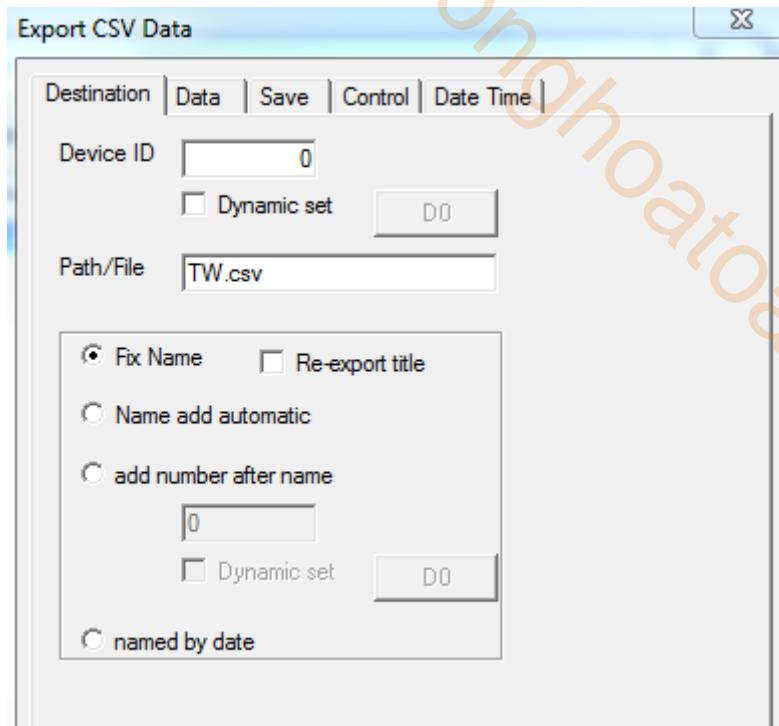 Export CSV Data
Destination Data Save Control Date Time
Device ID 0
Dynamic set D0
Path/File TW.csv
Fix Name Re-export title
Name add automatic
add number after name
0
Dynamic set D0
named by date